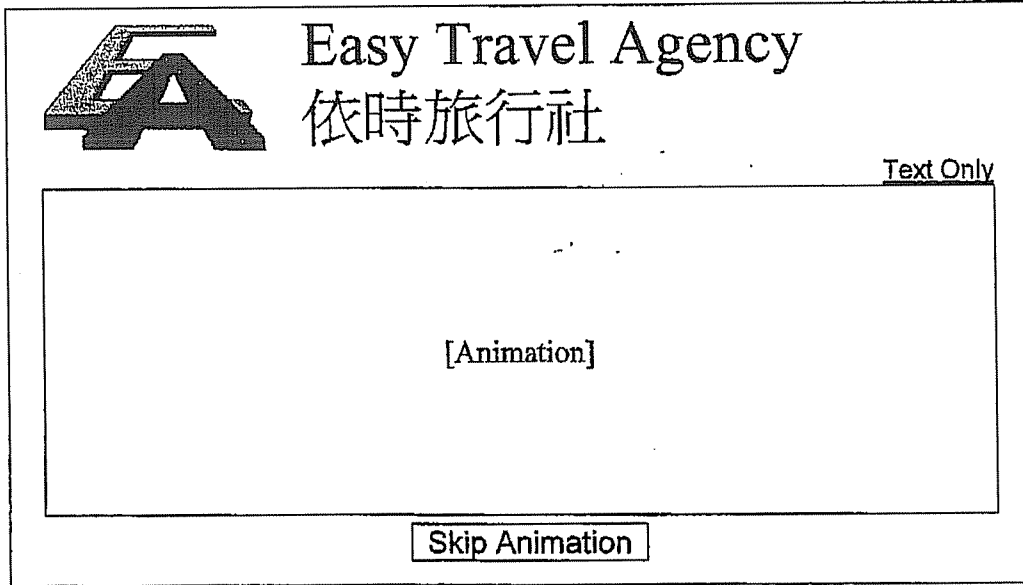 Easy Travel Agency
依時旅行社
Text Only
[Animation]
Skip Animation